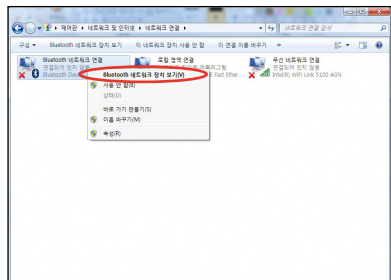 제어판 ▸ 네트워크 및 인터넷 ▸ 네트워크 연결 ▸
네트워크 연결 검색
구성 ▾ Bluetooth 네트워크 장치 보기 이 네트워크 장치 사용 안 함 이 연결 이름 바꾸기 »
Bluetooth 네트워크 연결
연결되어 있지 않음
Bluetooth Devi
로컬 영역 연결
E Fast Ether...
무선 네트워크 연결
연결되어 있지 않음
Intel(R) WiFi Link 5100 AGN
Bluetooth 네트워크 장치 보기(V)
사용 안 함(B)
상태(U)
바로 가기 만들기(S)
이름 바꾸기(M)
속성(R)